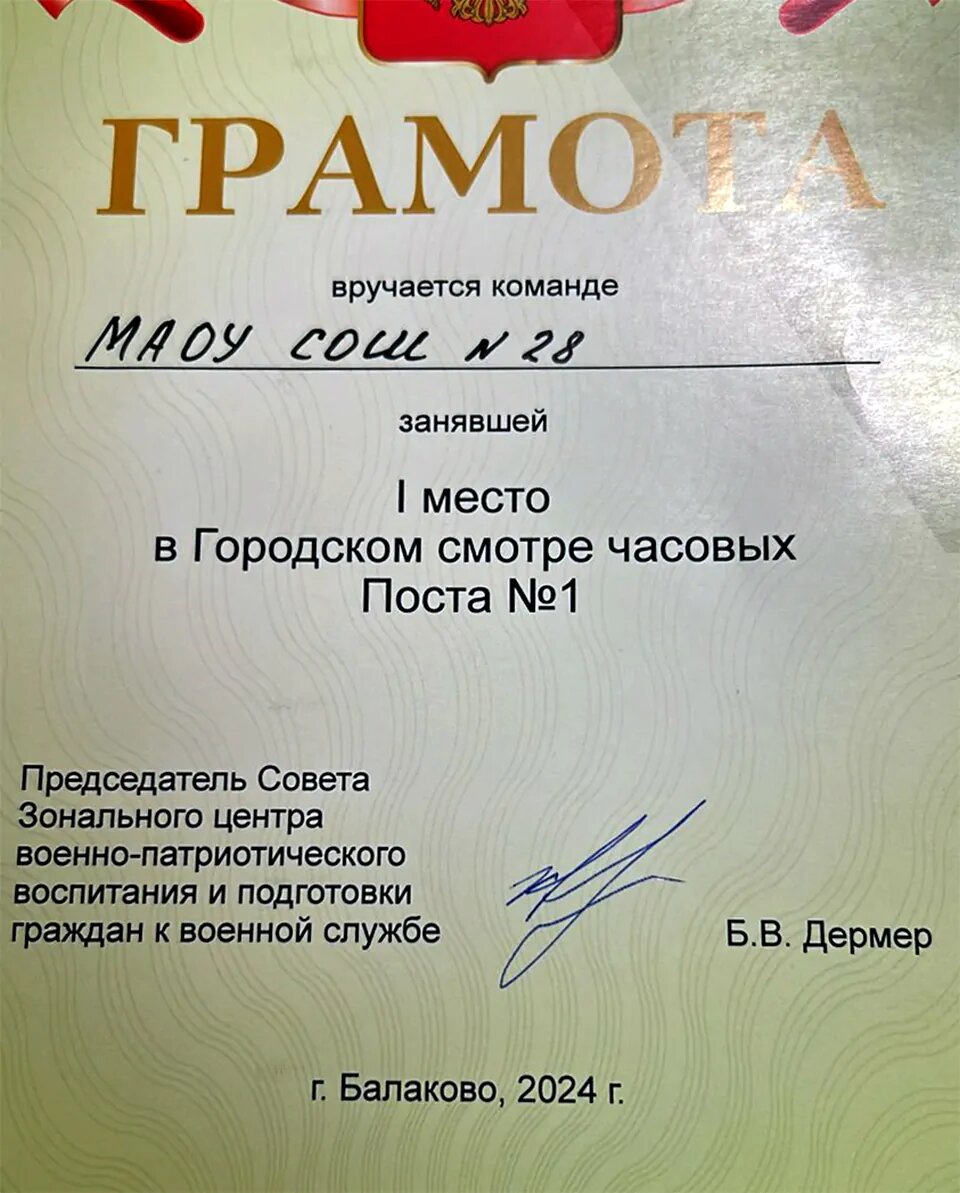 ГРАМОТА
вручается команде
МАОУ СОШ N 28
занявшей
I место
в Городском смотре часовых
Поста №1
Председатель Совета
Зонального центра
военно-патриотического
воспитания и подготовки
граждан к военной службе
Б.В. Дермер
г. Балаково, 2024 г.